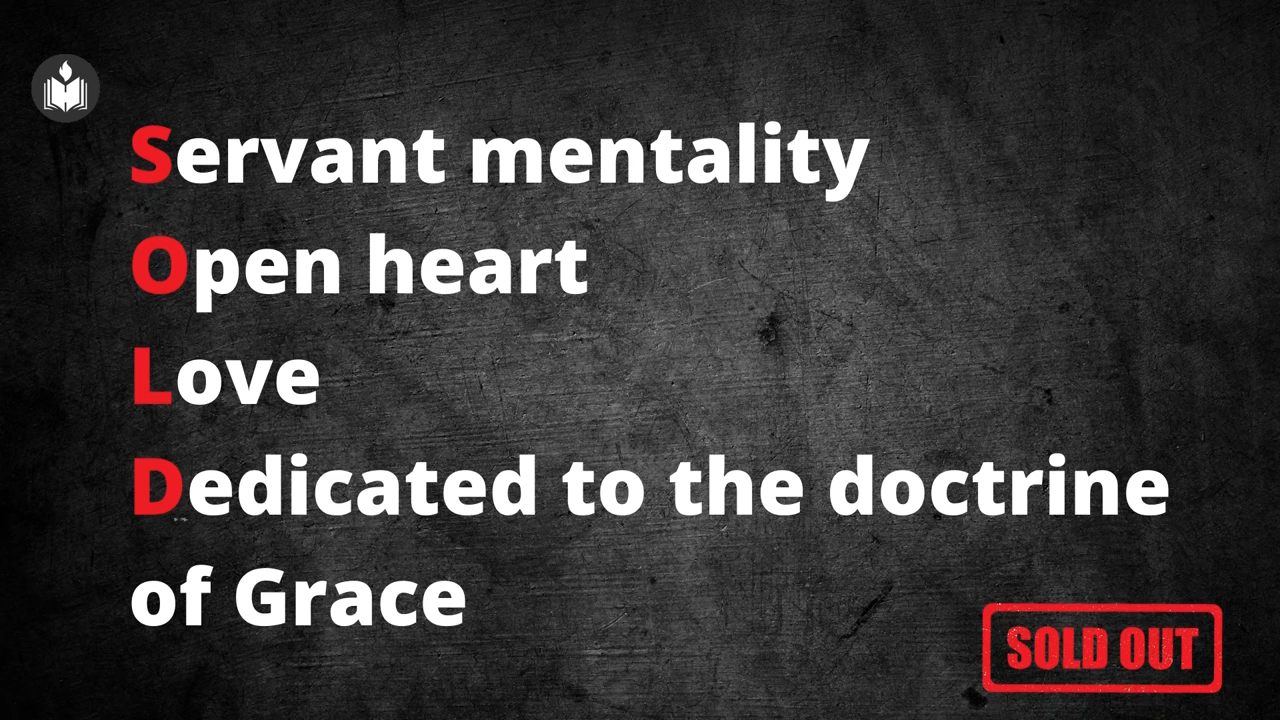 Servant mentality
Open heart
Love
Dedicated to the doctrine
of Grace
SOLD OUT